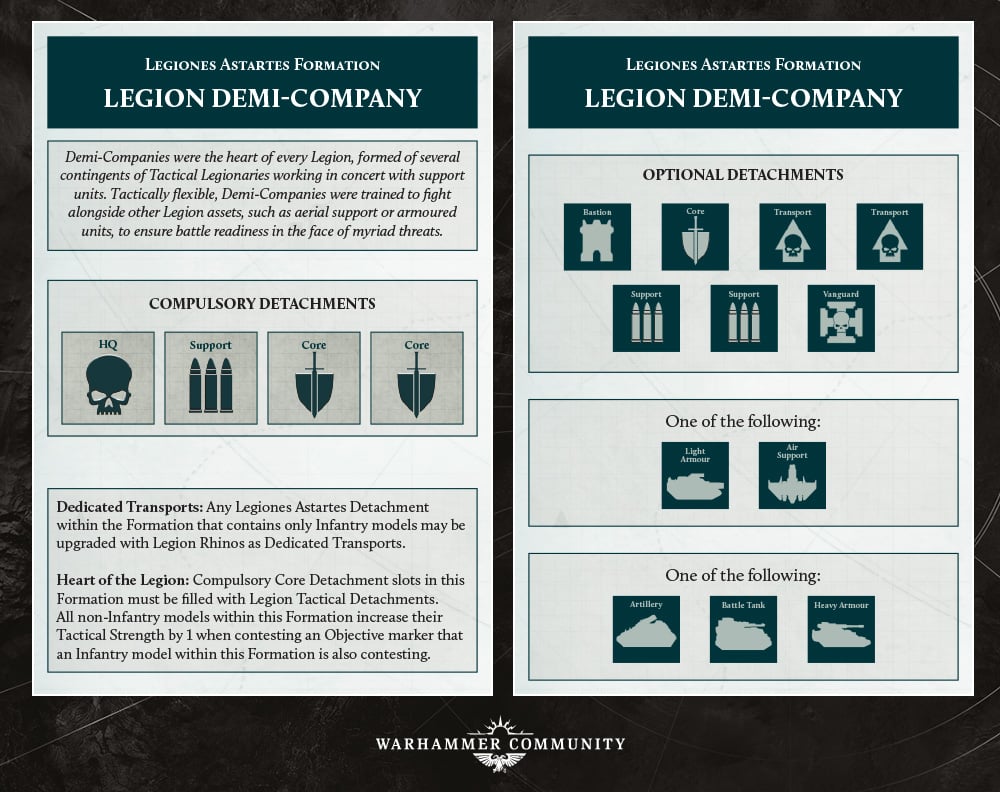 Legiones Astartes Formation
LEGION DEMI-COMPANY
Demi-Companies were the heart of every Legion, formed of several
contingents of Tactical Legionaries working in concert with support
units. Tactically flexible, Demi-Companies were trained to fight
alongside other Legion assets, such as aerial support or armoured
units, to ensure battle readiness in the face of myriad threats.
COMPULSORY DETACHMENTS
HQ
Support
Core
Core
Dedicated Transports: Any Legiones Astartes Detachment
within the Formation that contains only Infantry models may be
upgraded with Legion Rhinos as Dedicated Transports.
Heart of the Legion: Compulsory Core Detachment slots in this
Formation must be filled with Legion Tactical Detachments.
All non-Infantry models within this Formation increase their
Tactical Strength by 1 when contesting an Objective marker that
an Infantry model within this Formation is also contesting.
Legiones Astartes Formation
LEGION DEMI-COMPANY
OPTIONAL DETACHMENTS
Bastion
Core
Transport
Transport
Support
Support
Vanguard
One of the following:
Light
Armour
Air
Support
One of the following:
Artillery
Battle Tank
Heavy Armour
WARHAMMER COMMUNITY